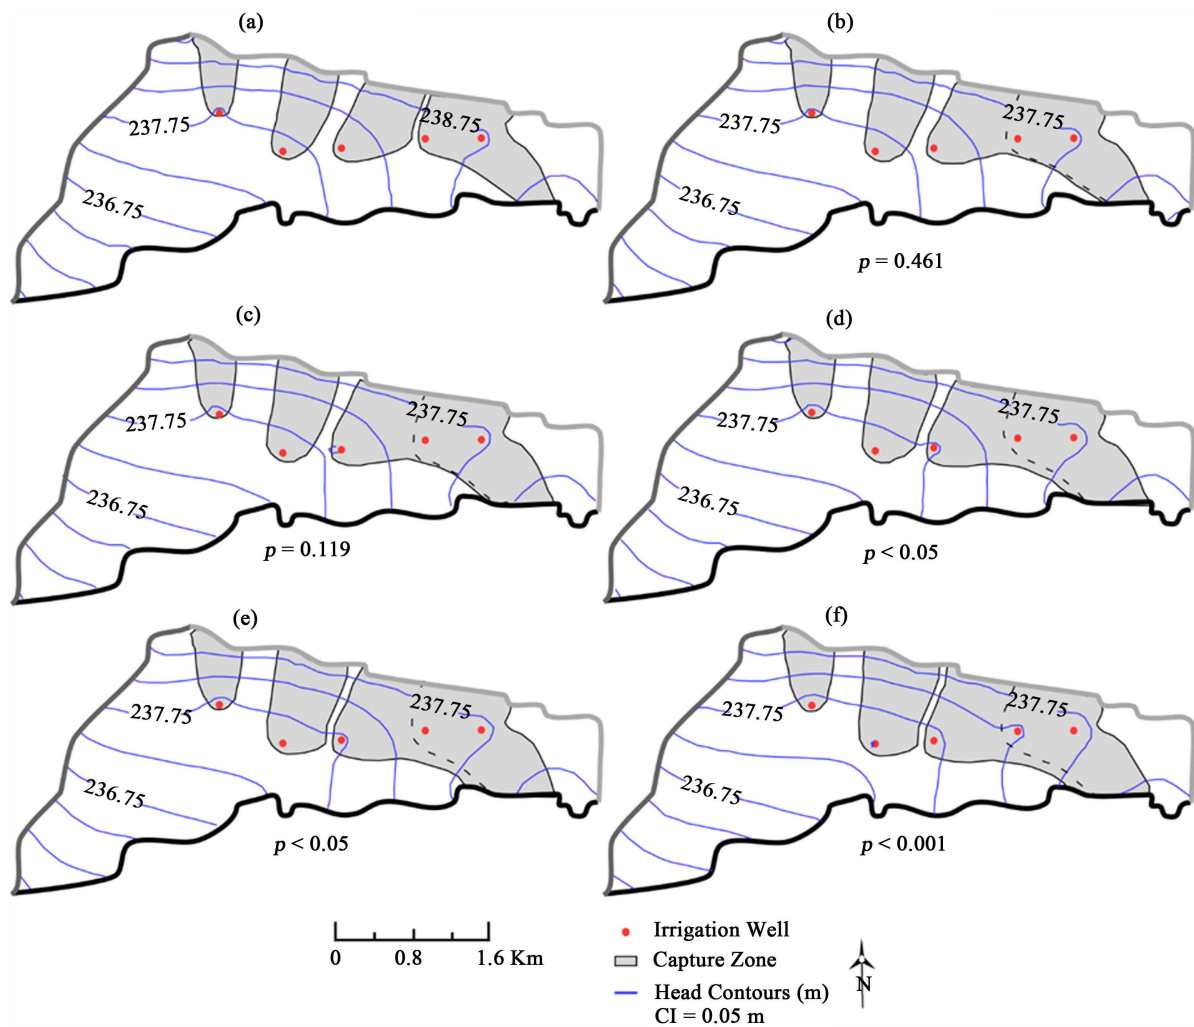 (a)
(b)
238.75
237.75
237.75
237.75
236.75
236.75
p = 0.461
(c)
(d)
237.75
237.75
237.75
237.75
236.75
236.75
p = 0.119
p < 0.05
(e)
(f)
237.75
237.75
237.75
237.75
236.75
236.75
p < 0.05
p < 0.001
0 0.8 1.6 Km
Irrigation Well
Capture Zone
Head Contours (m)
CI = 0.05 m
N